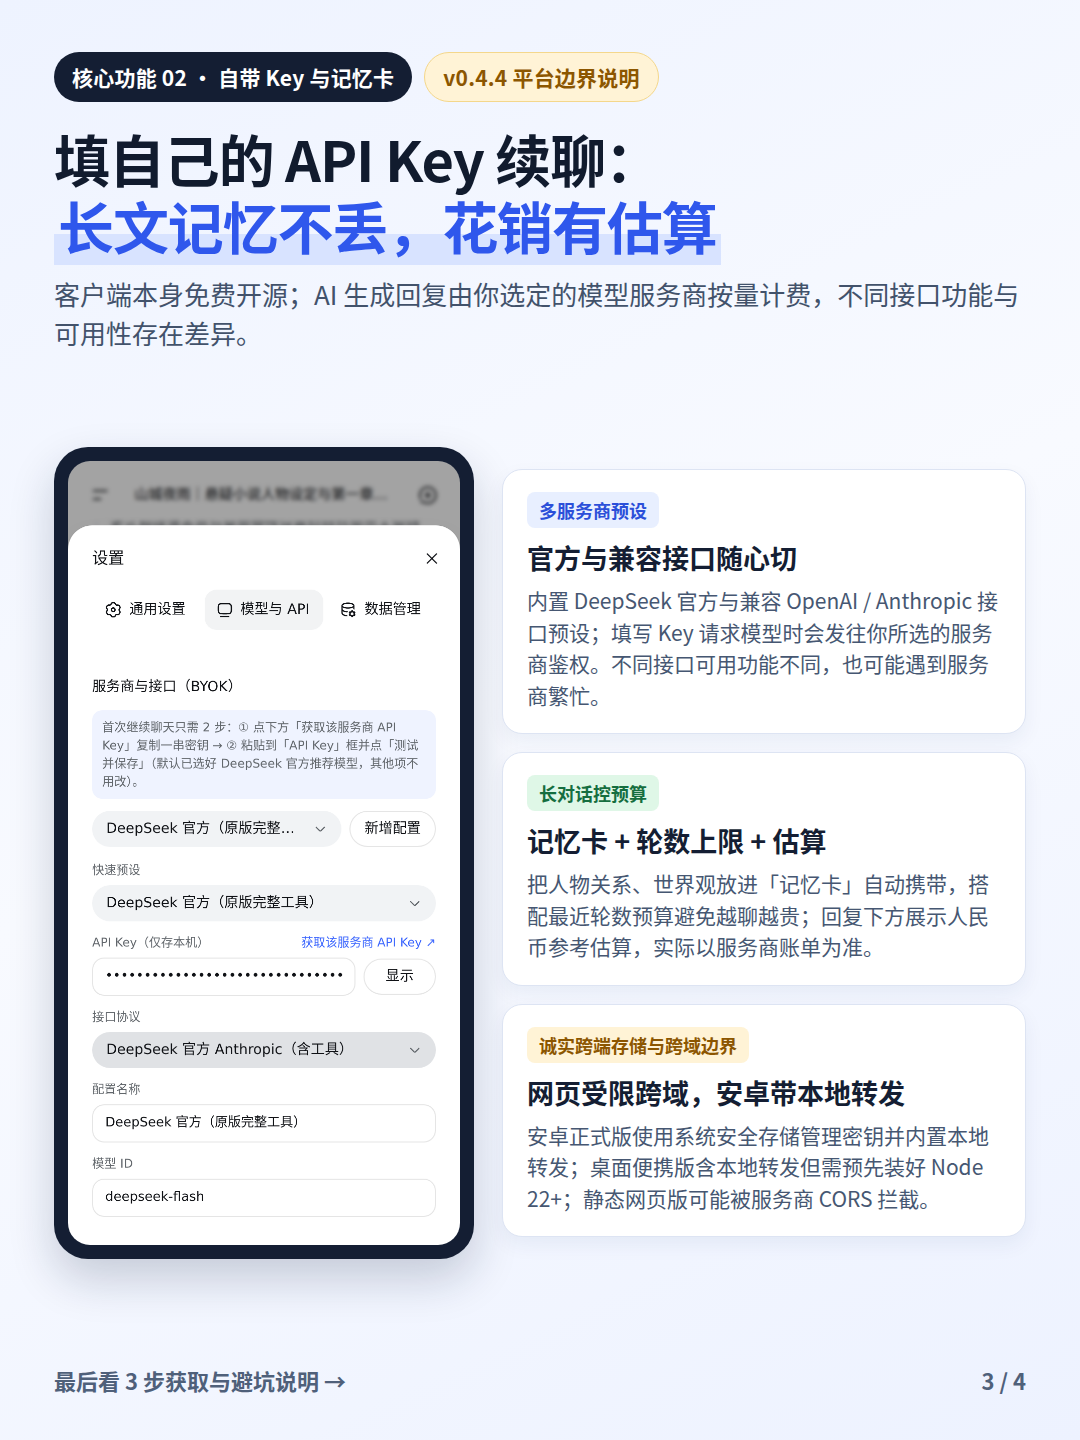 核心功能 02 · 自带 Key 与记忆卡
v0.4.4 平台边界说明
填自己的 API Key 续聊：
长文记忆不丢，花销有估算
客户端本身免费开源；AI 生成回复由你选定的模型服务商按量计费，不同接口功能与
可用性存在差异。
山城夜雨｜悬疑小说人物设定与第一章...
设置
通用设置
模型与 API
数据管理
服务商与接口（BYOK）
首次继续聊天只需 2 步：① 点下方「获取该服务商 API
Key」复制一串密钥 → ② 粘贴到「API Key」框并点「测试
并保存」（默认已选好 DeepSeek 官方推荐模型，其他项不
用改）。
DeepSeek 官方（原版完整...
新增配置
快速预设
DeepSeek 官方（原版完整工具）
API Key（仅存本机）
获取该服务商 API Key ↗
••••••••••••••••••••••••••••••
显示
接口协议
DeepSeek 官方 Anthropic（含工具）
配置名称
DeepSeek 官方（原版完整工具）
模型 ID
deepseek-flash
多服务商预设
官方与兼容接口随心切
内置 DeepSeek 官方与兼容 OpenAI / Anthropic 接
口预设；填写 Key 请求模型时会发往你所选的服务
商鉴权。不同接口可用功能不同，也可能遇到服务
商繁忙。
长对话控预算
记忆卡 + 轮数上限 + 估算
把人物关系、世界观放进「记忆卡」自动携带，搭
配最近轮数预算避免越聊越贵；回复下方展示人民
币参考估算，实际以服务商账单为准。
诚实跨端存储与跨域边界
网页受限跨域，安卓带本地转发
安卓正式版使用系统安全存储管理密钥并内置本地
转发；桌面便携版含本地转发但需预先装好 Node
22+；静态网页版可能被服务商 CORS 拦截。
最后看 3 步获取与避坑说明 →
3 / 4